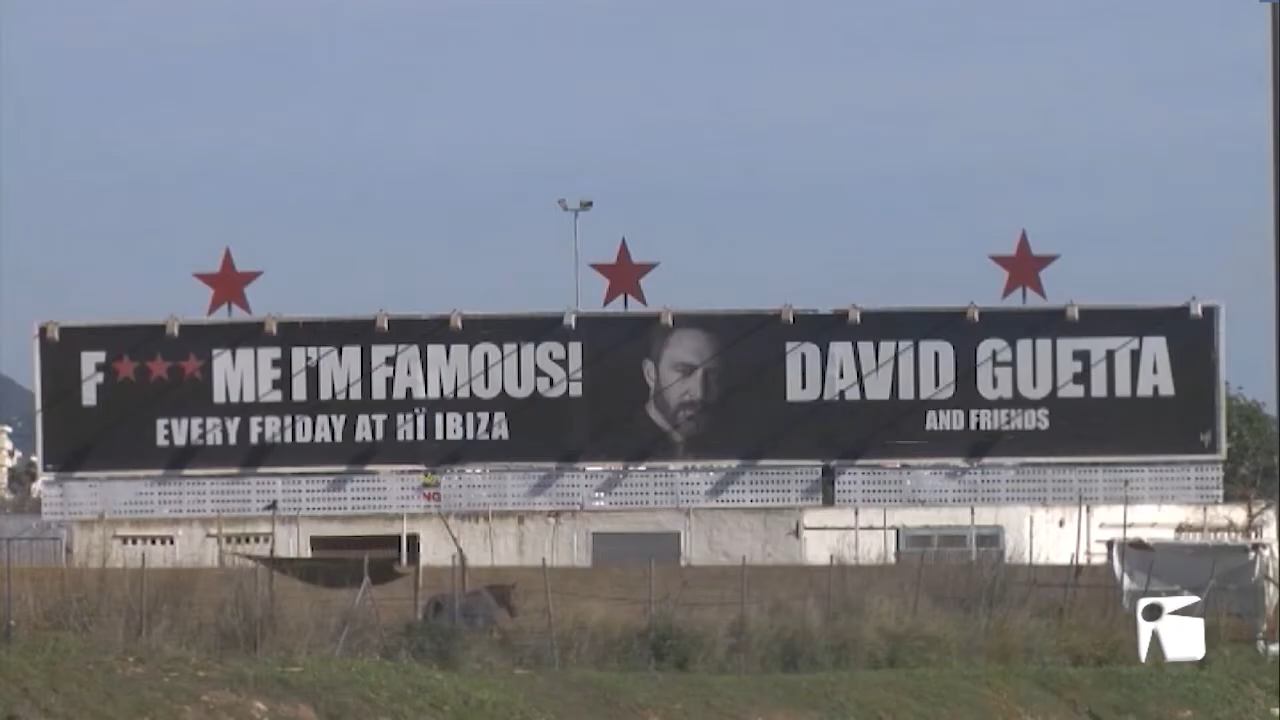 F★★★ ME I'M FAMOUS!
EVERY FRIDAY AT HÏ IBIZA
DAVID GUETTA
AND FRIENDS